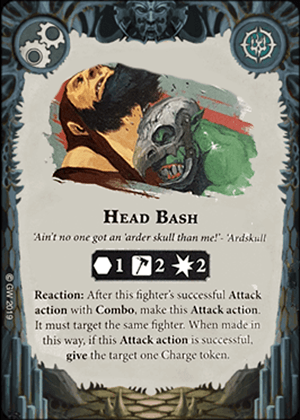 HEAD BASH
'Ain't no one got an 'arder skull than me!'- 'Ardskull
1 2 2
Reaction: After this fighter's successful Attack
action with Combo, make this Attack action.
It must target the same fighter. When made in
this way, if this Attack action is successful,
give the target one Charge token.
© GW 2019